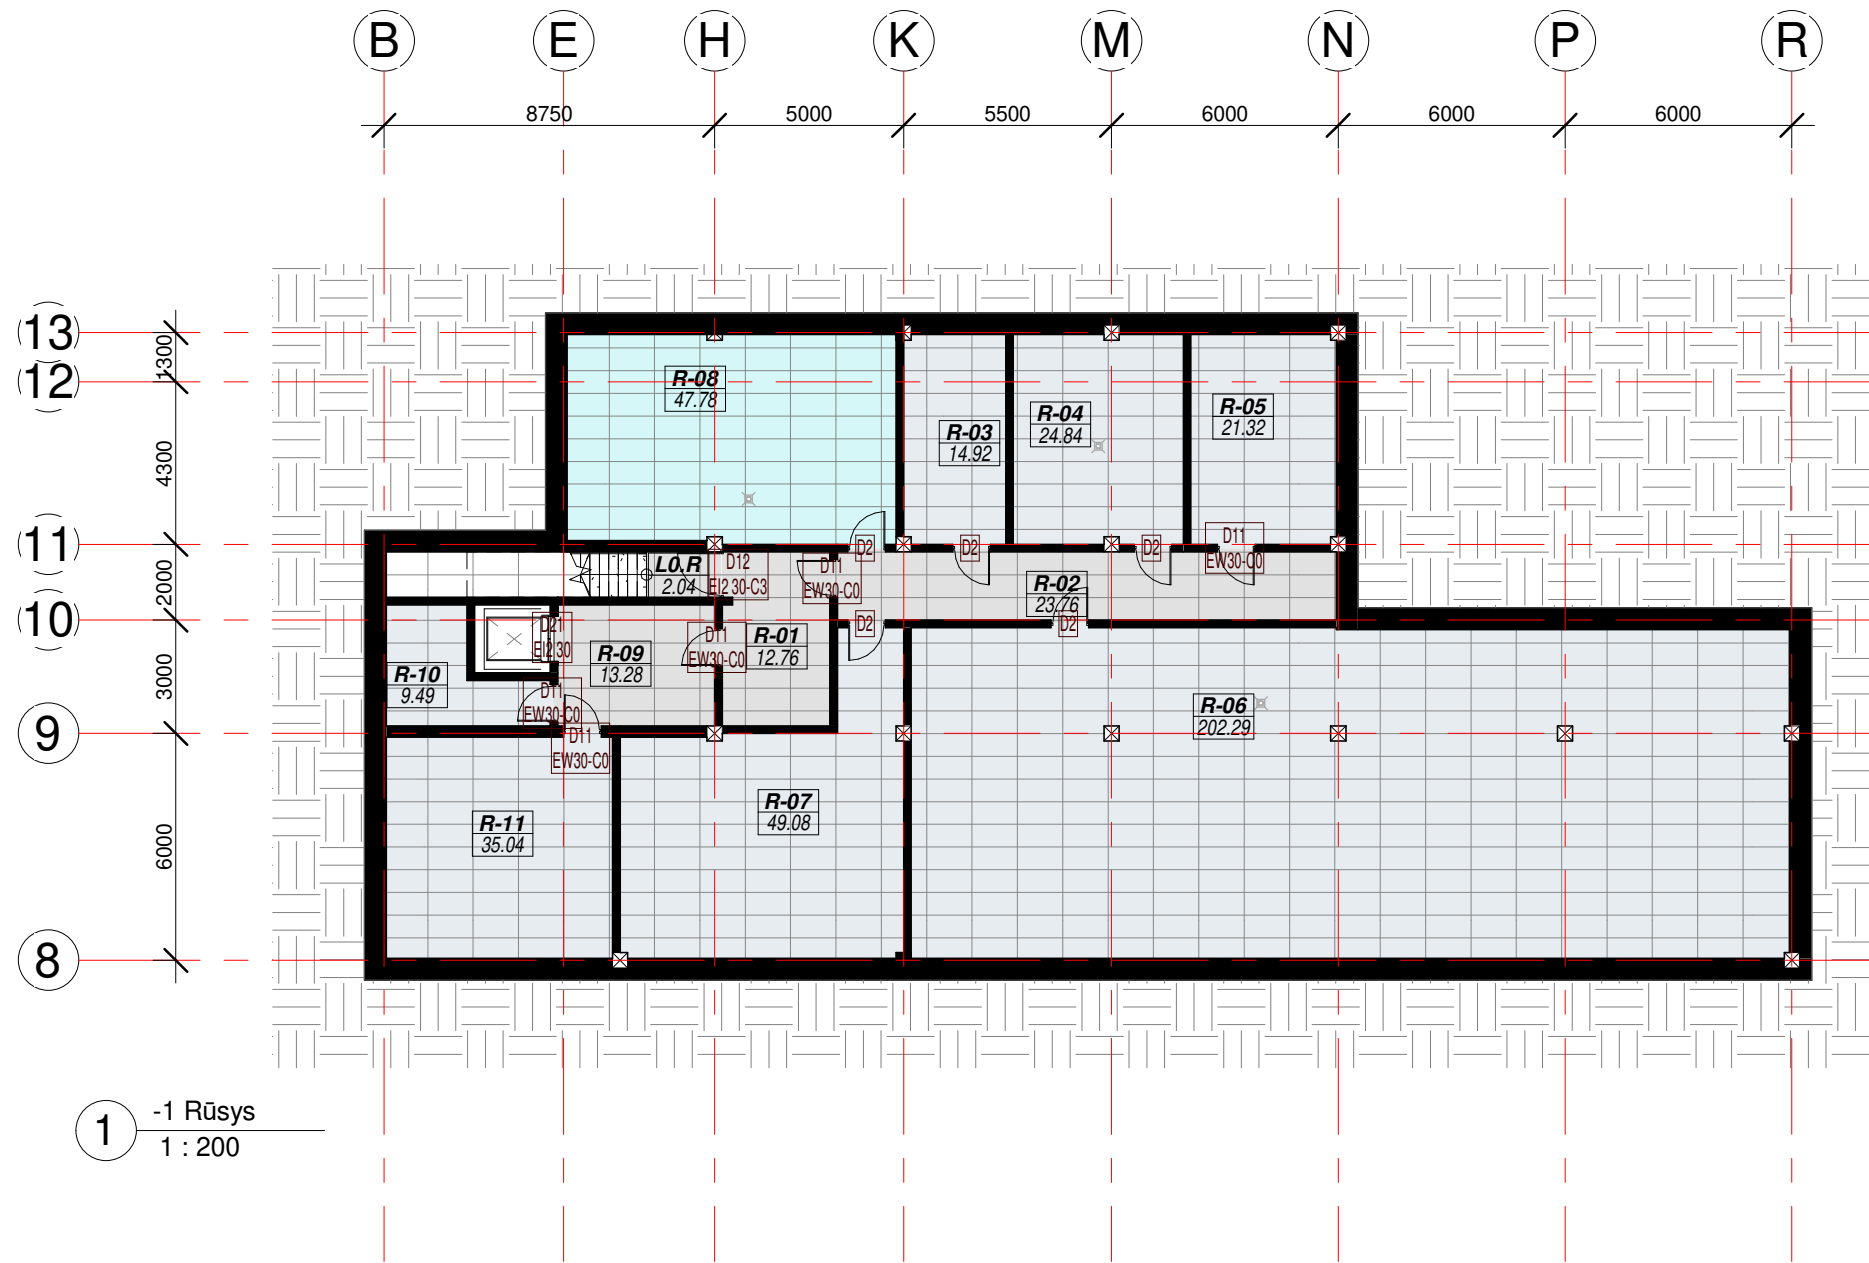 B E H K M N P R
8750 5000 5500 6000 6000 6000
13
1300
12
4300
11
2000
10
3000
9
6000
8
R-08
47.78
R-03
14.92
R-04
24.84
R-05
21.32
D2
D2
D2
D11
EW30-C0
L0.R
2.04
D12
EI2 30-C3
D11
EW30-C0
R-02
23.76
D2
D2
D21
EI2 30
R-09
13.28
D11
EW30-C0
R-01
12.76
R-10
9.49
D11
EW30-C0
D11
EW30-C0
R-06
202.29
R-07
49.08
R-11
35.04
1
-1 Rūsys
1 : 200